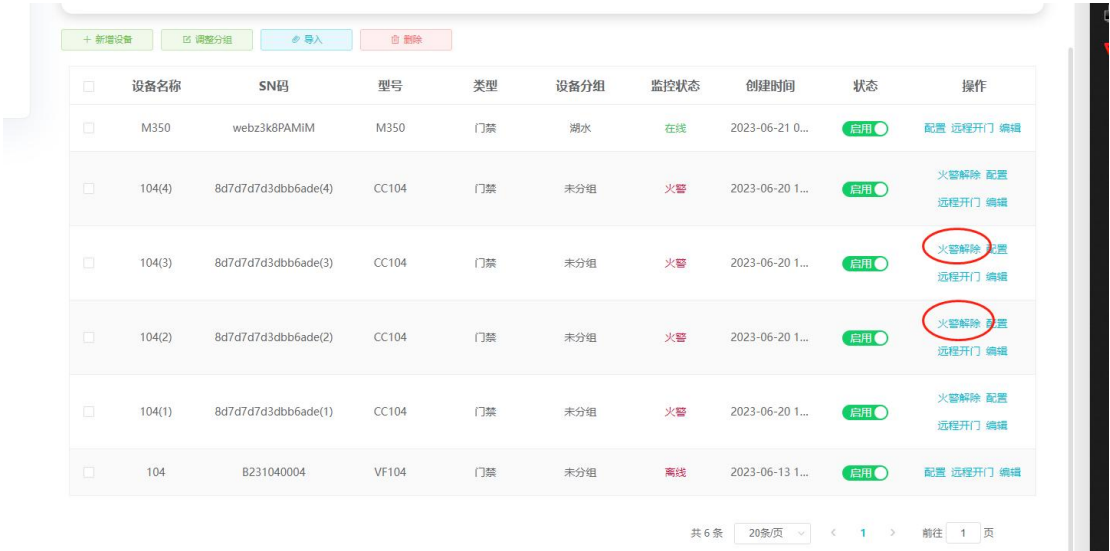 + 新增设备 调整分组 导入 删除
设备名称 SN码 型号 类型 设备分组 监控状态 创建时间 状态 操作
M350 webz3k8PAMiM M350 门禁 湖水 在线 2023-06-21 0... 启用 配置 远程开门 编辑
104(4) 8d7d7d7d3dbb6ade(4) CC104 门禁 未分组 火警 2023-06-20 1... 启用 火警解除 配置
远程开门 编辑
104(3) 8d7d7d7d3dbb6ade(3) CC104 门禁 未分组 火警 2023-06-20 1... 启用 火警解除 配置
远程开门 编辑
104(2) 8d7d7d7d3dbb6ade(2) CC104 门禁 未分组 火警 2023-06-20 1... 启用 火警解除 配置
远程开门 编辑
104(1) 8d7d7d7d3dbb6ade(1) CC104 门禁 未分组 火警 2023-06-20 1... 启用 火警解除 配置
远程开门 编辑
104 B231040004 VF104 门禁 未分组 离线 2023-06-13 1... 启用 配置 远程开门 编辑
共 6 条 20条/页 < 1 > 前往 1 页